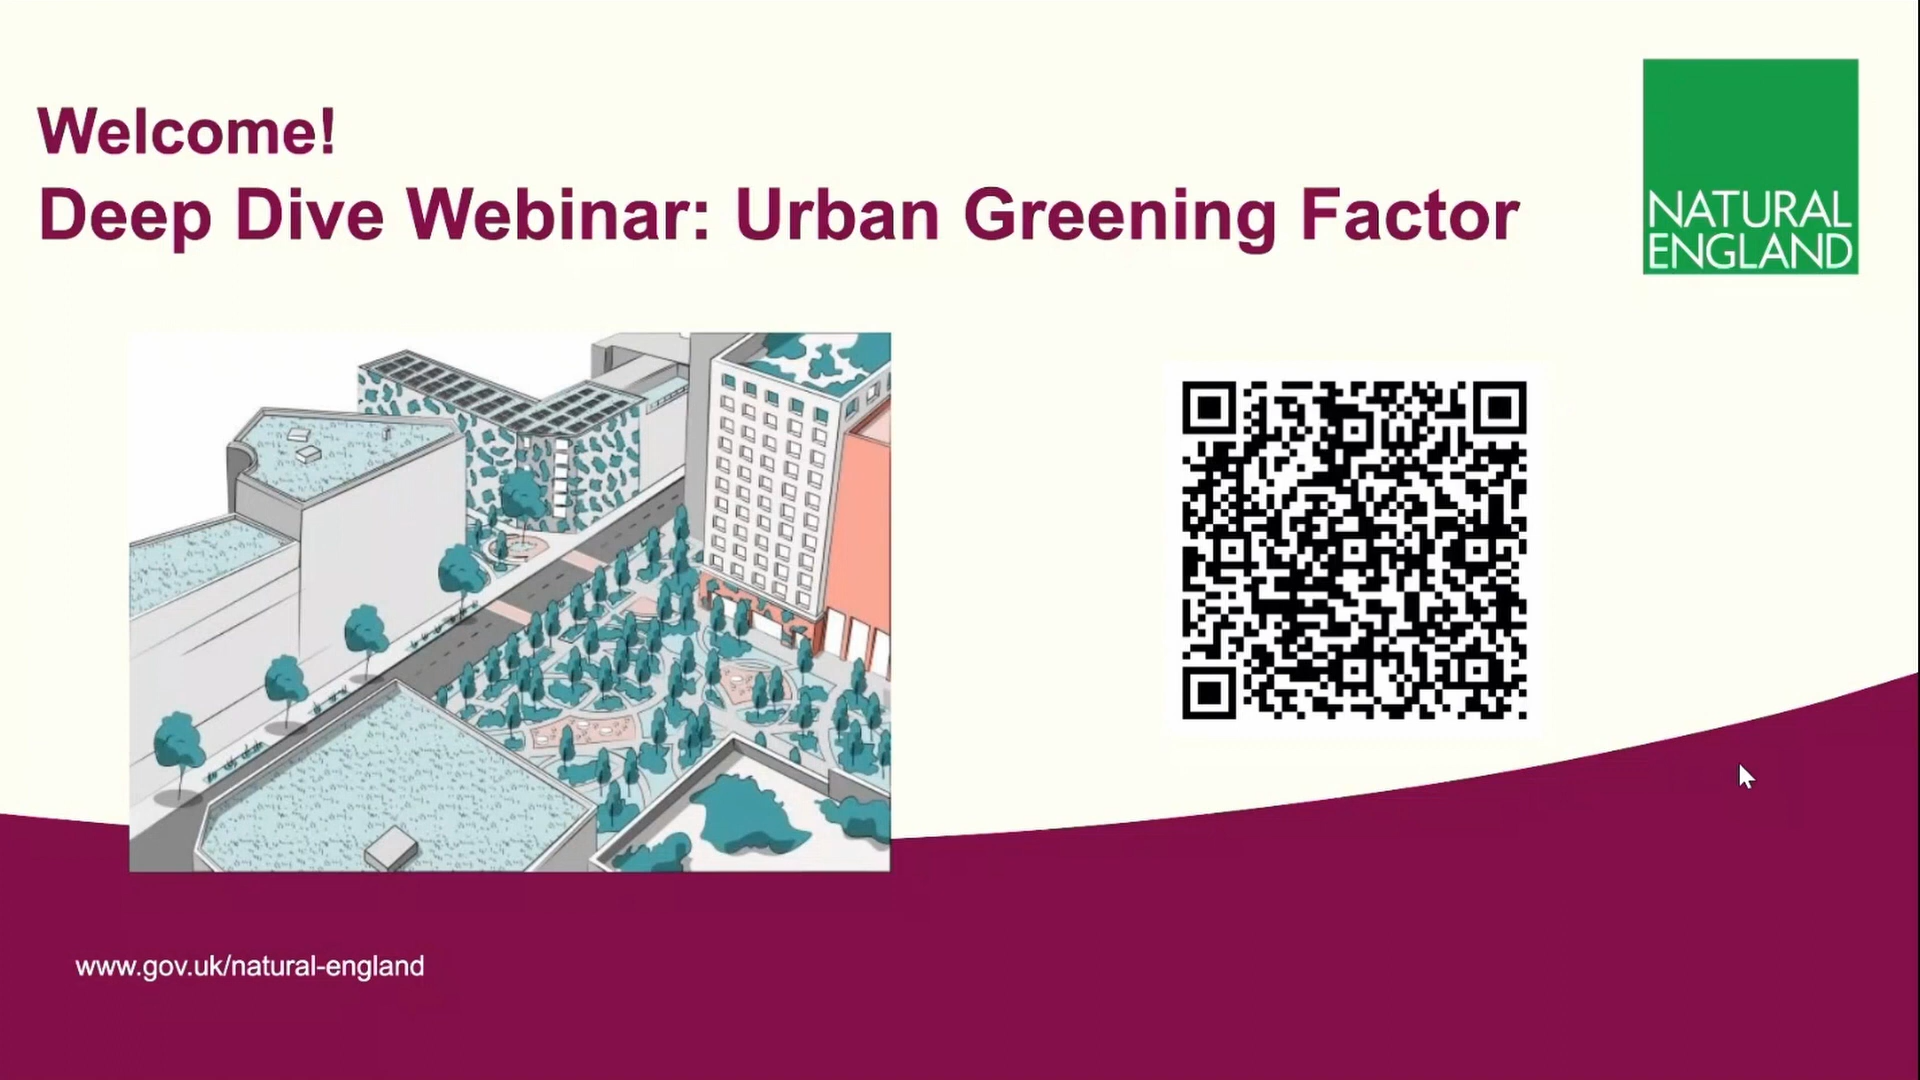 Welcome!
Deep Dive Webinar: Urban Greening Factor
NATURAL
ENGLAND
www.gov.uk/natural-england